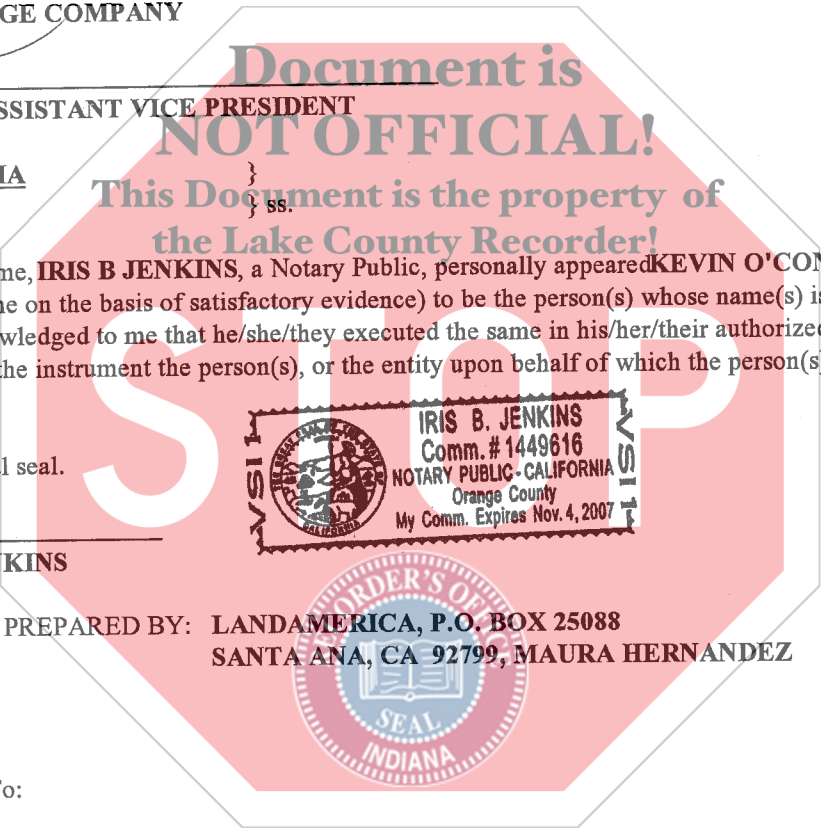 GE COMPANY
Document is
SSISTANT VICE PRESIDENT
NOT OFFICIAL!
IA }
This Document is the property of
} ss.
the Lake County Recorder!
me, IRIS B JENKINS, a Notary Public, personally appearedKEVIN O'CON
ne on the basis of satisfactory evidence) to be the person(s) whose name(s) is
wledged to me that he/she/they executed the same in his/her/their authorized
the instrument the person(s), or the entity upon behalf of which the person(s
STOP
l seal.
VSI 1
IRIS B. JENKINS
Comm. # 1449616
NOTARY PUBLIC - CALIFORNIA
Orange County
My Comm. Expires Nov. 4, 2007
VSI 1
CALIFORNIA
KINS
PREPARED BY: LANDAMERICA, P.O. BOX 25088
SANTA ANA, CA 92799, MAURA HERNANDEZ
SEAL
INDIANA
o: